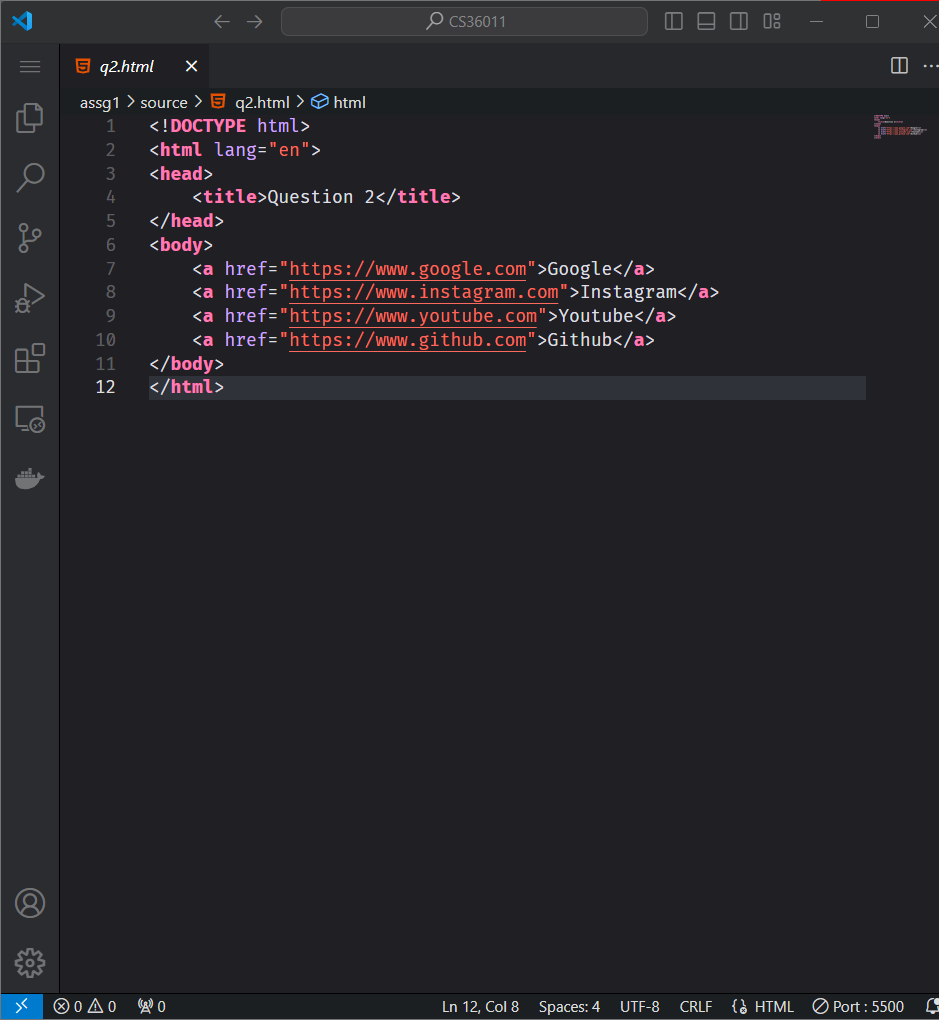 CS36011
q2.html
assg1 > source > q2.html > html
1 <!DOCTYPE html>
2 <html lang="en">
3 <head>
4     <title>Question 2</title>
5 </head>
6 <body>
7     <a href="https://www.google.com">Google</a>
8     <a href="https://www.instagram.com">Instagram</a>
9     <a href="https://www.youtube.com">Youtube</a>
10     <a href="https://www.github.com">Github</a>
11 </body>
12 </html>
0 0 0 Ln 12, Col 8 Spaces: 4 UTF-8 CRLF HTML Port : 5500